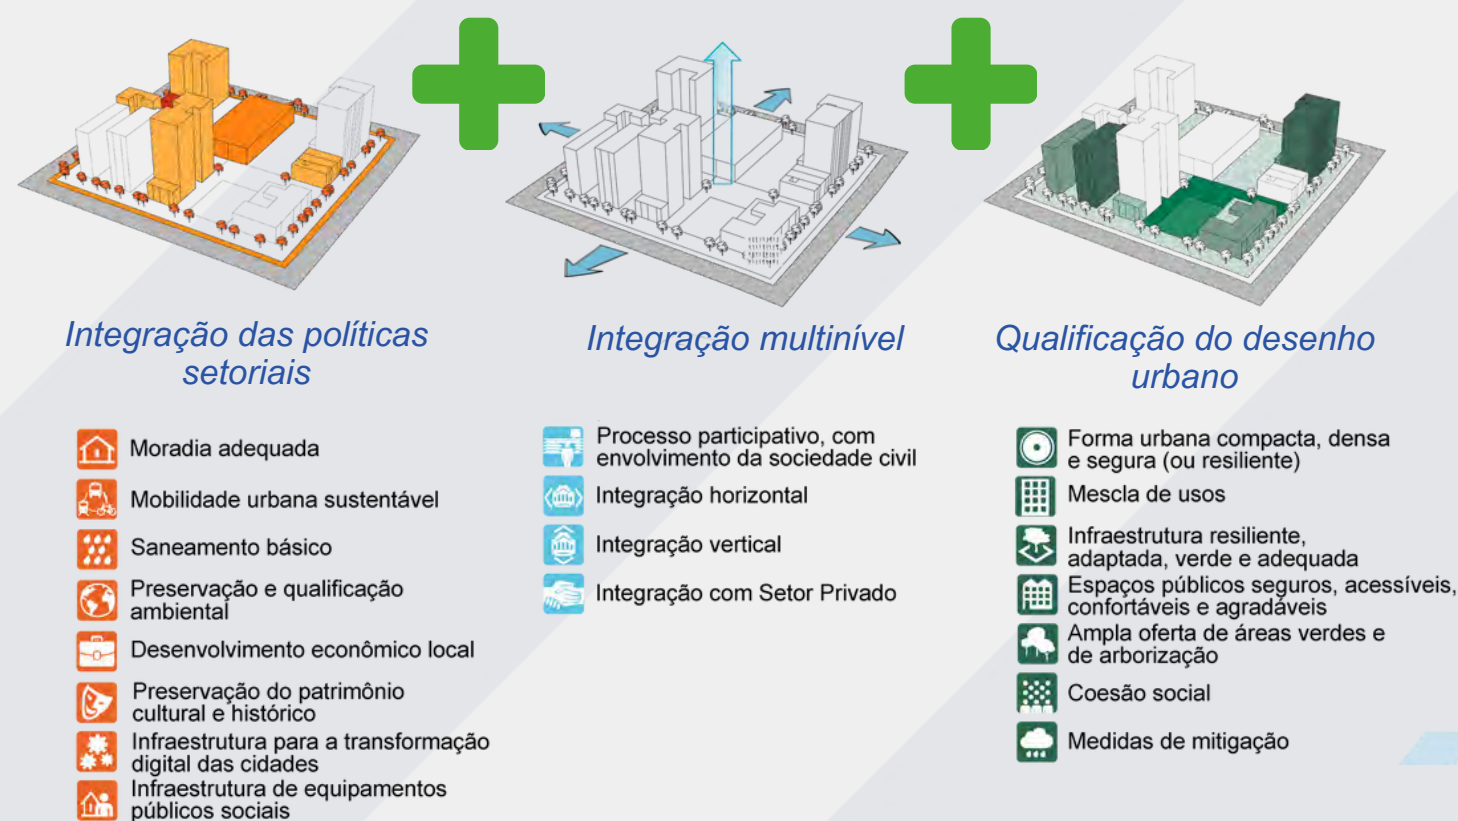 Integração das políticas
setoriais
Moradia adequada
Mobilidade urbana sustentável
Saneamento básico
Preservação e qualificação
ambiental
Desenvolvimento econômico local
Preservação do patrimônio
cultural e histórico
Infraestrutura para a transformação
digital das cidades
Infraestrutura de equipamentos
públicos sociais
Integração multinível
Processo participativo, com
envolvimento da sociedade civil
Integração horizontal
Integração vertical
Integração com Setor Privado
Qualificação do desenho
urbano
Forma urbana compacta, densa
e segura (ou resiliente)
Mescla de usos
Infraestrutura resiliente,
adaptada, verde e adequada
Espaços públicos seguros, acessíveis,
confortáveis e agradáveis
Ampla oferta de áreas verdes e
de arborização
Coesão social
Medidas de mitigação